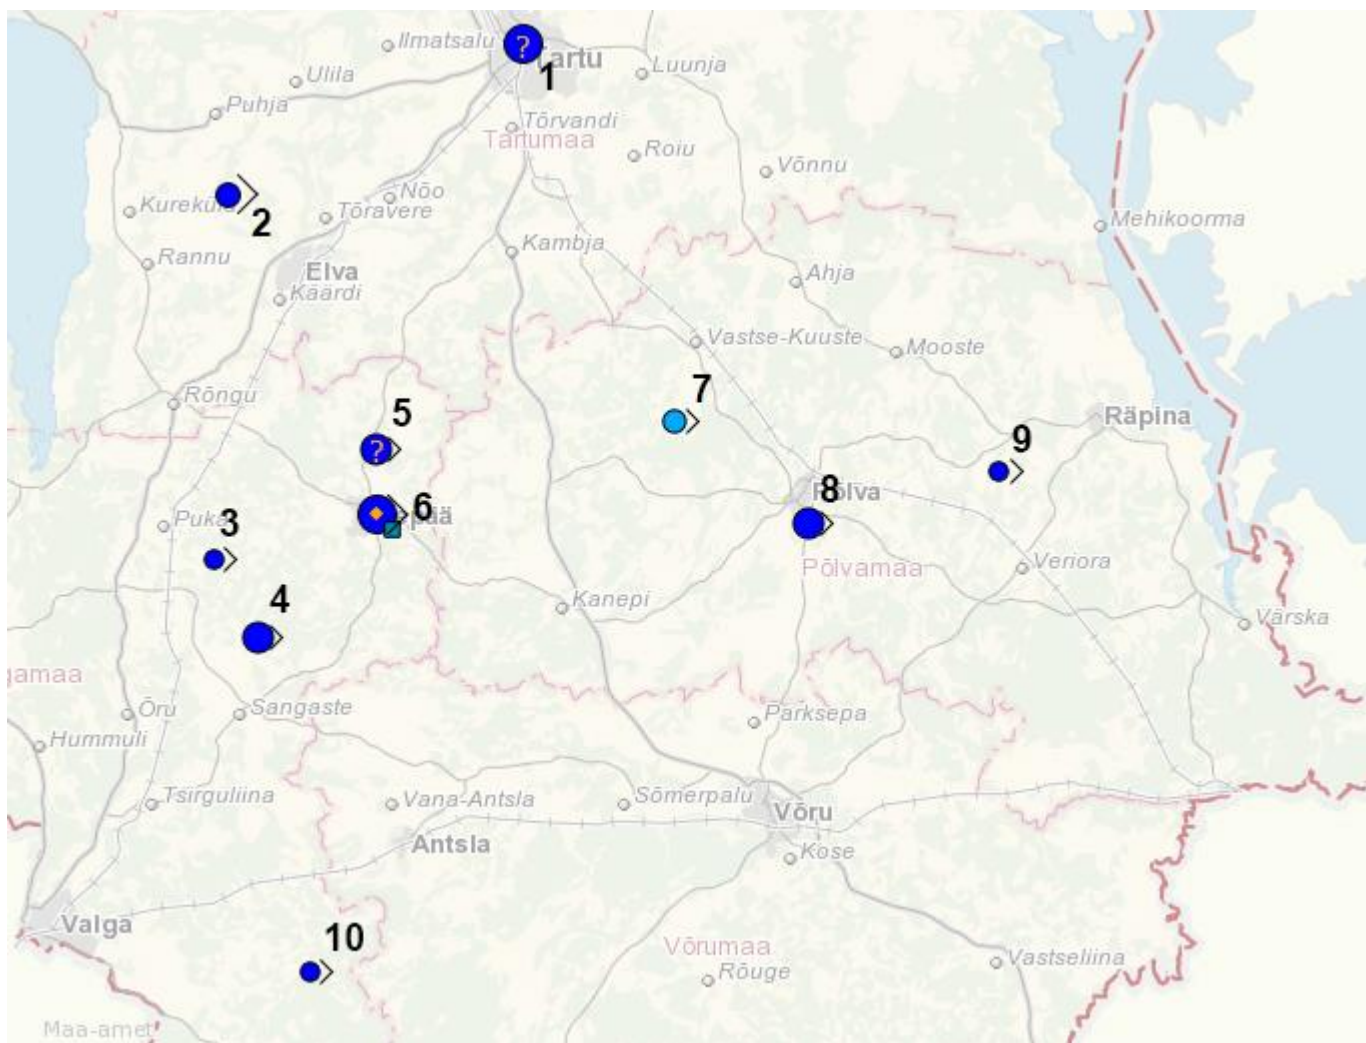 Ilmatsalu
?
Tartu
1
Luunja
Ulila
Puhja
Tõrvandi
Tartumaa
Roiu
Võnnu
Nõo
Kureküla
2
Tõravere
Mehikoorma
Rannu
Kambja
Elva
Ahja
Käärdi
Vastse-Kuuste
Mooste
Rõngu
7
5
Räpina
?
9
6
8
Põlva
pää
Puka
3
Põlvamaa
Veriora
4
Kanepi
Värska
gamaa
Õru
Sangaste
Parksepa
Hummuli
Tsirguliina
Vana-Antsla
Sõmerpalu
Võru
Antsla
Kose
Valga
10
Võrumaa
Rõuge
Vastseliina
Maa-amet